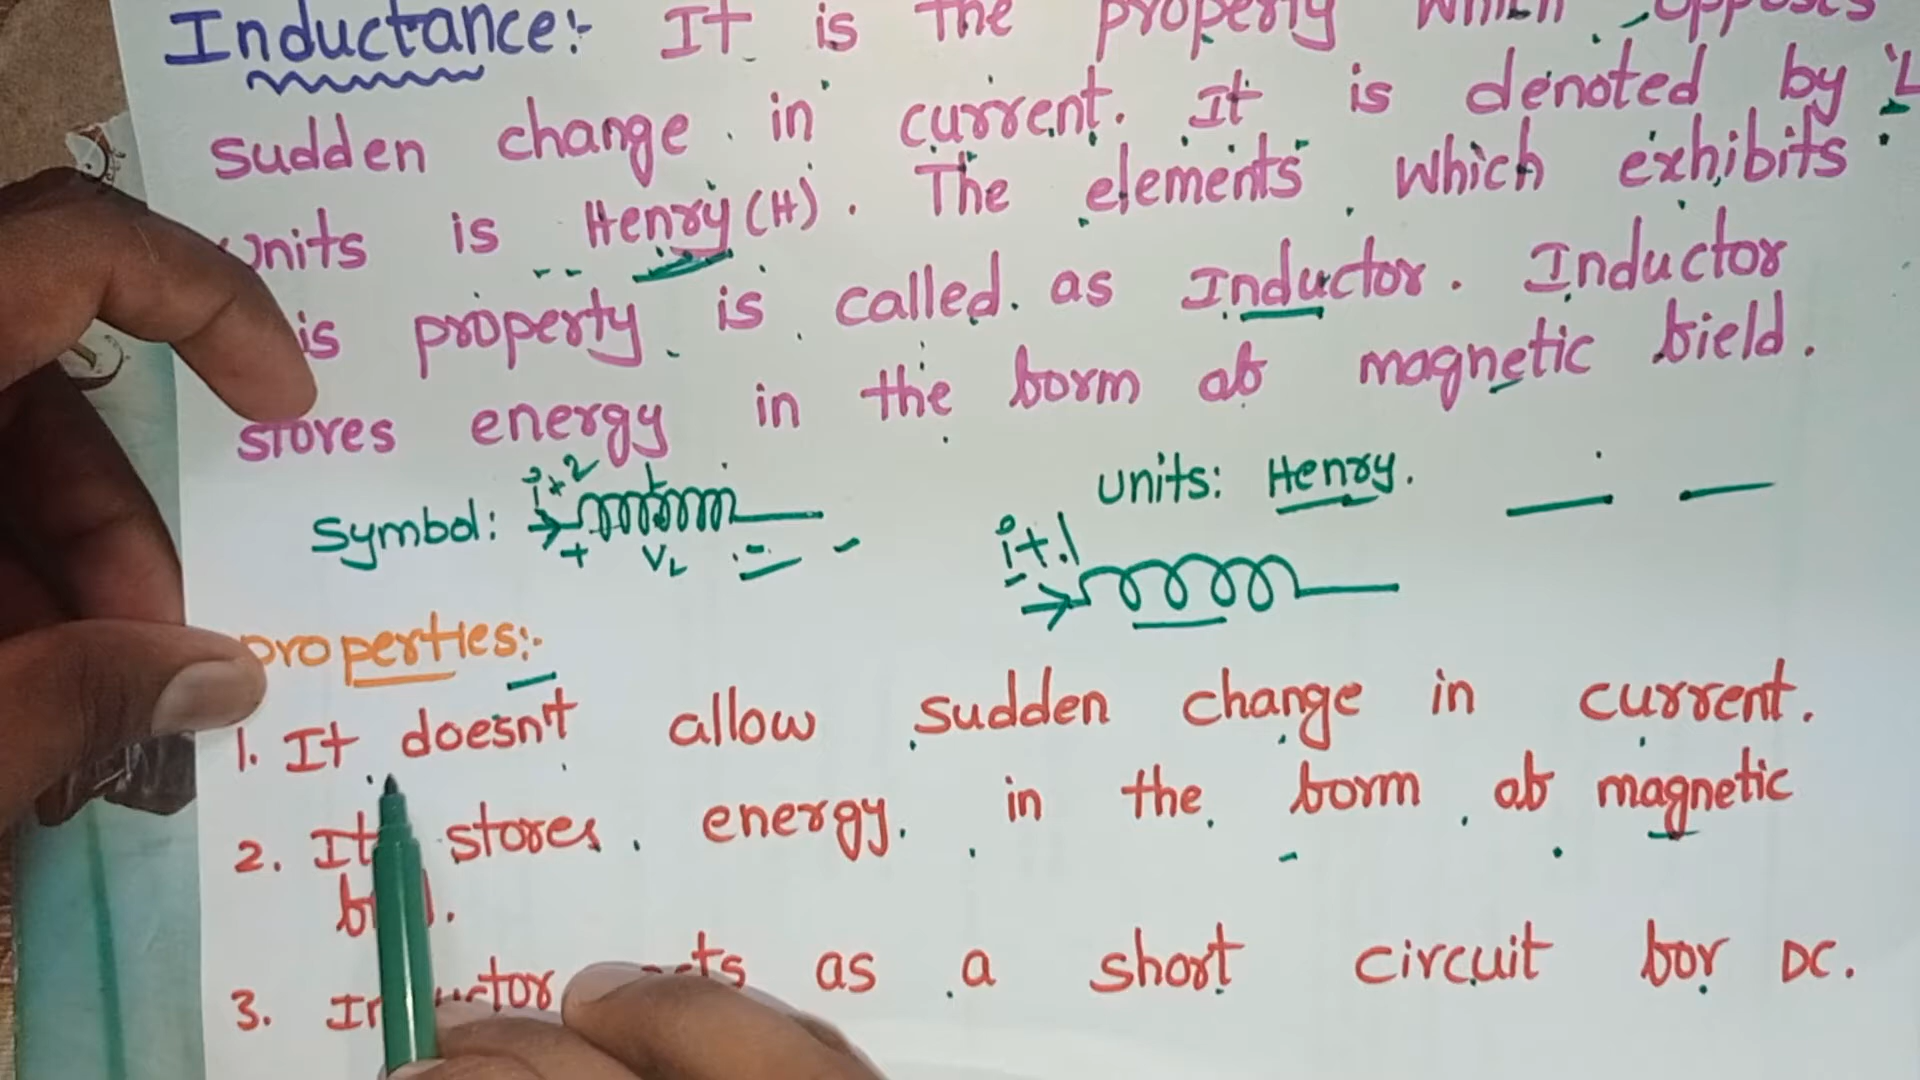 Inductance:- It is the property which opposes
sudden change in current. It is denoted by 'L
units is Henry (H). The elements which exhibits
is property is called as Inductor. Inductor
stores energy in the form of magnetic field.
Symbol: L
units: Henry.
+ VL -
Properties:-
1. It doesn't allow sudden change in current.
2. It stores energy in the form of magnetic
3. Inductor acts as a short circuit for DC.